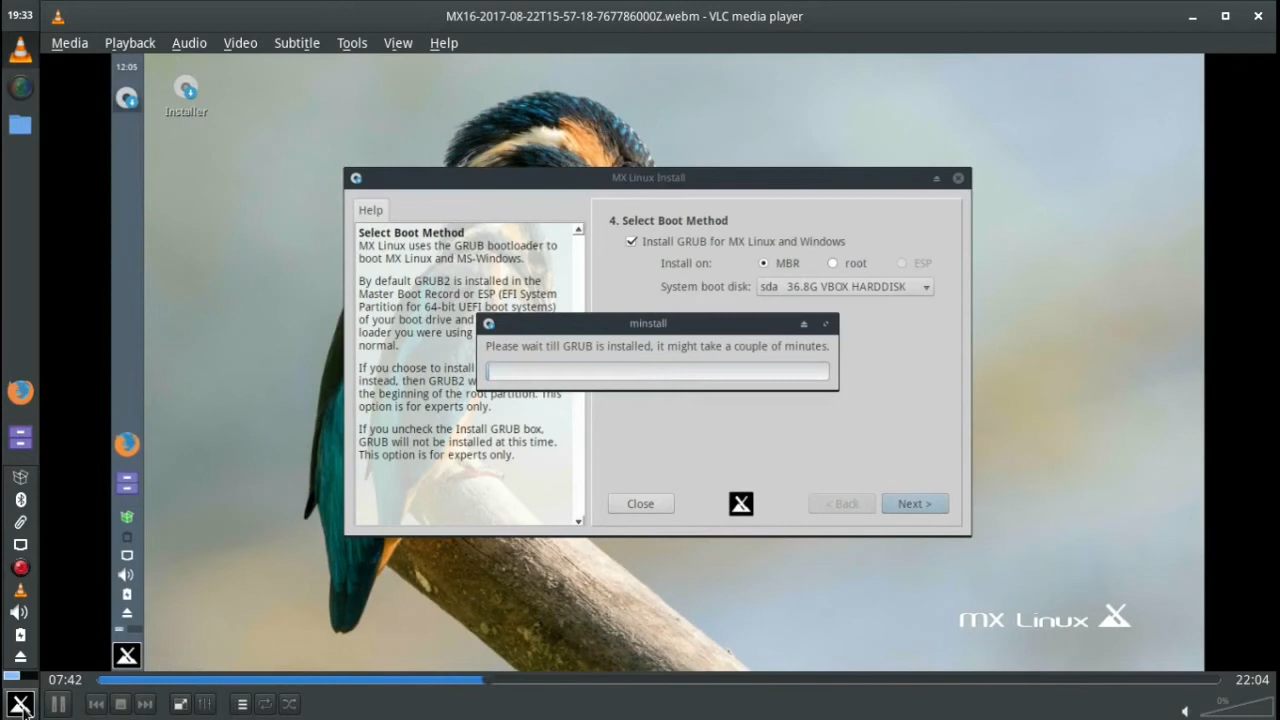 19:33
MX16-2017-08-22T15-57-18-767786000Z.webm - VLC media player
Media Playback Audio Video Subtitle Tools View Help
12:05
Installer
MX Linux Install
Help
Select Boot Method
MX Linux uses the GRUB bootloader to
boot MX Linux and MS-Windows.
By default GRUB2 is installed in the
Master Boot Record or ESP (EFI System
Partition for 64-bit UEFI boot systems)
of your boot drive and
loader you were using
normal.
If you choose to install
instead, then GRUB2 w
the beginning of the root partition. This
option is for experts only.
If you uncheck the Install GRUB box,
GRUB will not be installed at this time.
This option is for experts only.
4. Select Boot Method
Install GRUB for MX Linux and Windows
Install on: MBR root ESP
System boot disk: sda 36.8G VBOX HARDDISK
minstall
Please wait till GRUB is installed, it might take a couple of minutes.
Close < Back Next >
MX Linux
07:42 22:04
0%